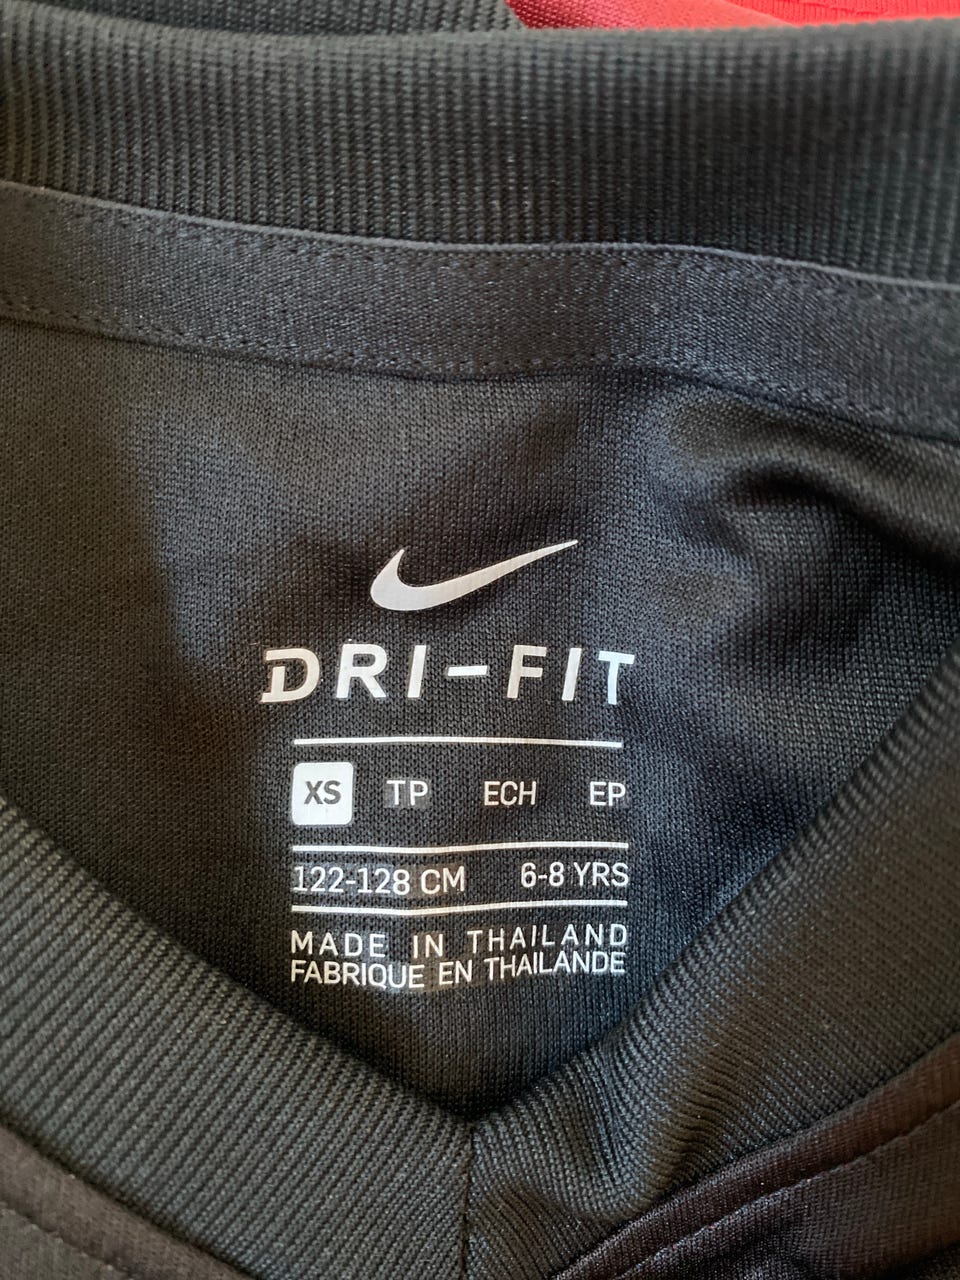 DRI-FIT
XS TP ECH EP
122-128 CM 6-8 YRS
MADE IN THAILAND
FABRIQUE EN THAILANDE